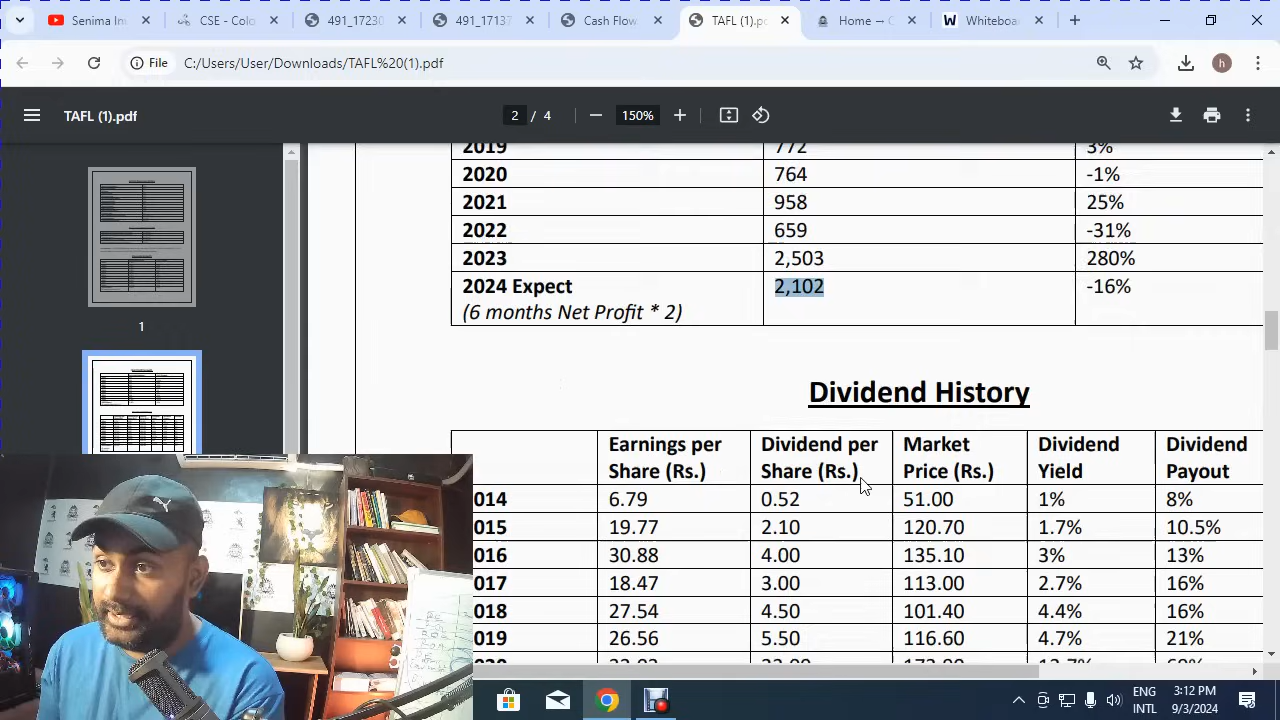 Senima In
CSE - Colo
491_17230
491_17137
Cash Flow
TAFL (1).pd
Home — C
Whiteboa
File C:/Users/User/Downloads/TAFL%20(1).pdf h
TAFL (1).pdf 2 / 4 150%
1
2019 772 3%
2020 764 -1%
2021 958 25%
2022 659 -31%
2023 2,503 280%
2024 Expect 2,102 -16%
(6 months Net Profit * 2)
Dividend History
Earnings per Share (Rs.) Dividend per Share (Rs.) Market Price (Rs.) Dividend Yield Dividend Payout
014 6.79 0.52 51.00 1% 8%
015 19.77 2.10 120.70 1.7% 10.5%
016 30.88 4.00 135.10 3% 13%
017 18.47 3.00 113.00 2.7% 16%
018 27.54 4.50 101.40 4.4% 16%
019 26.56 5.50 116.60 4.7% 21%
ENG 3:12 PM
INTL 9/3/2024